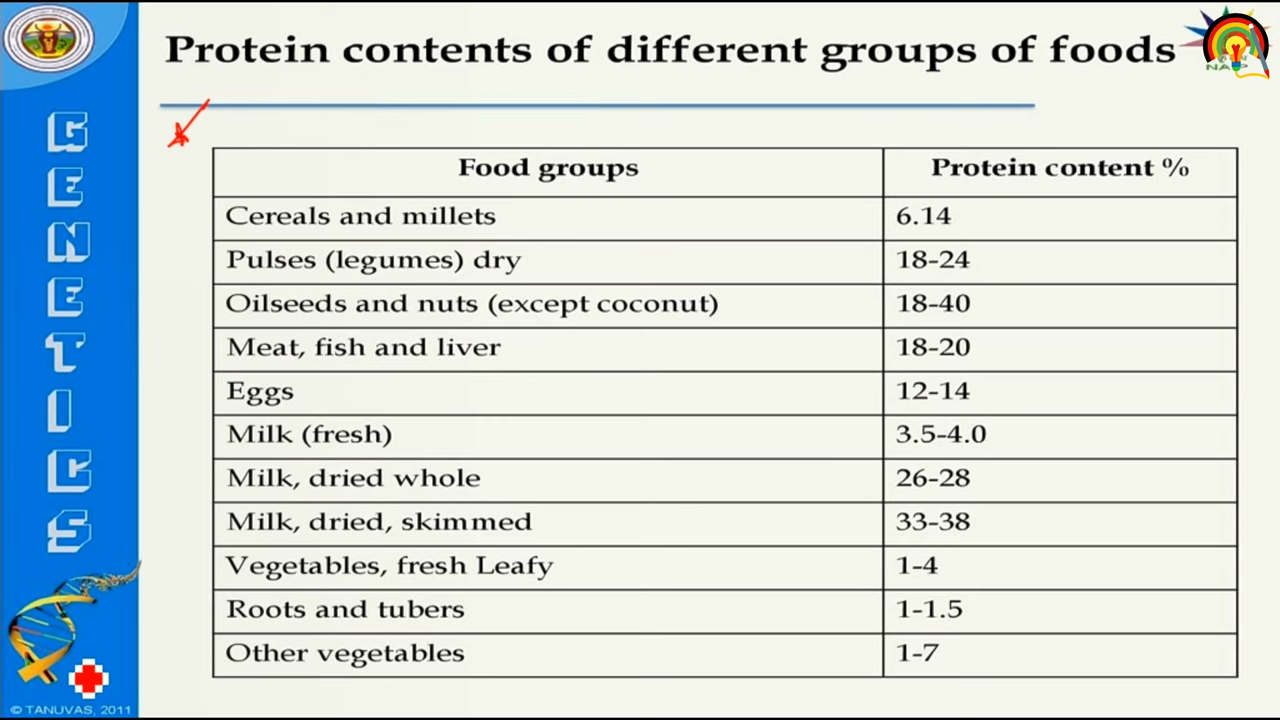 Protein contents of different groups of foods
GENETICS
Food groups Protein content %
Cereals and millets 6.14
Pulses (legumes) dry 18-24
Oilseeds and nuts (except coconut) 18-40
Meat, fish and liver 18-20
Eggs 12-14
Milk (fresh) 3.5-4.0
Milk, dried whole 26-28
Milk, dried, skimmed 33-38
Vegetables, fresh Leafy 1-4
Roots and tubers 1-1.5
Other vegetables 1-7
© TANUVAS, 2011